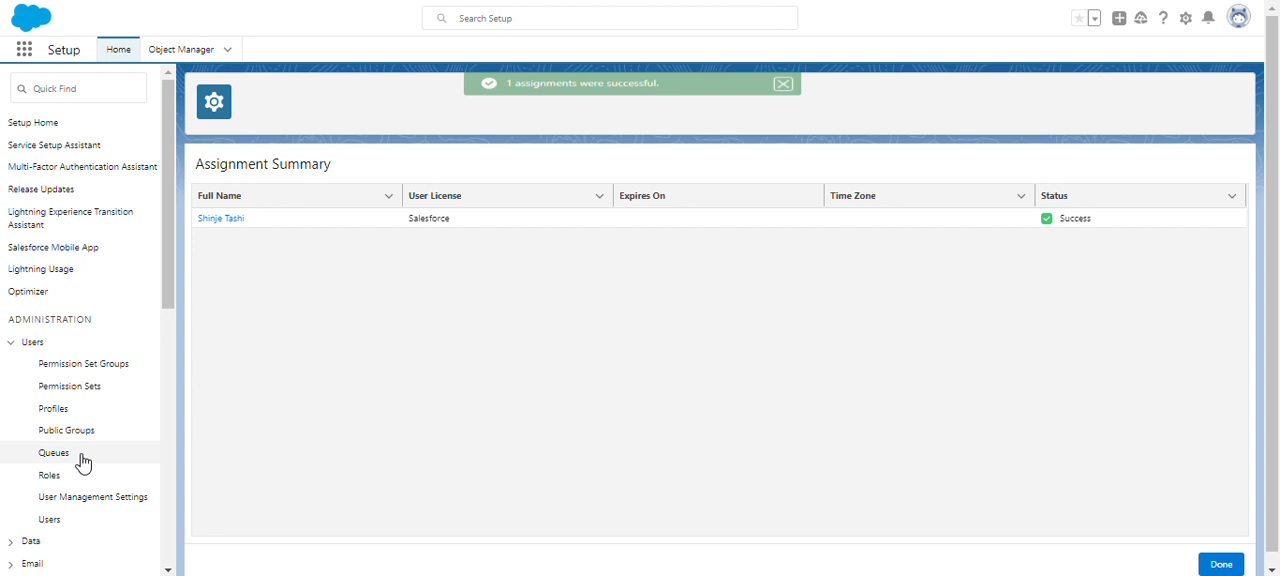 Search Setup
Setup
Home
Object Manager
Quick Find
Setup Home
Service Setup Assistant
Multi-Factor Authentication Assistant
Release Updates
Lightning Experience Transition
Assistant
Salesforce Mobile App
Lightning Usage
Optimizer
ADMINISTRATION
Users
Permission Set Groups
Permission Sets
Profiles
Public Groups
Queues
Roles
User Management Settings
Users
Data
Email
1 assignments were successful.
Assignment Summary
Full Name User License Expires On Time Zone Status
Shinje Tashi Salesforce Success
Done